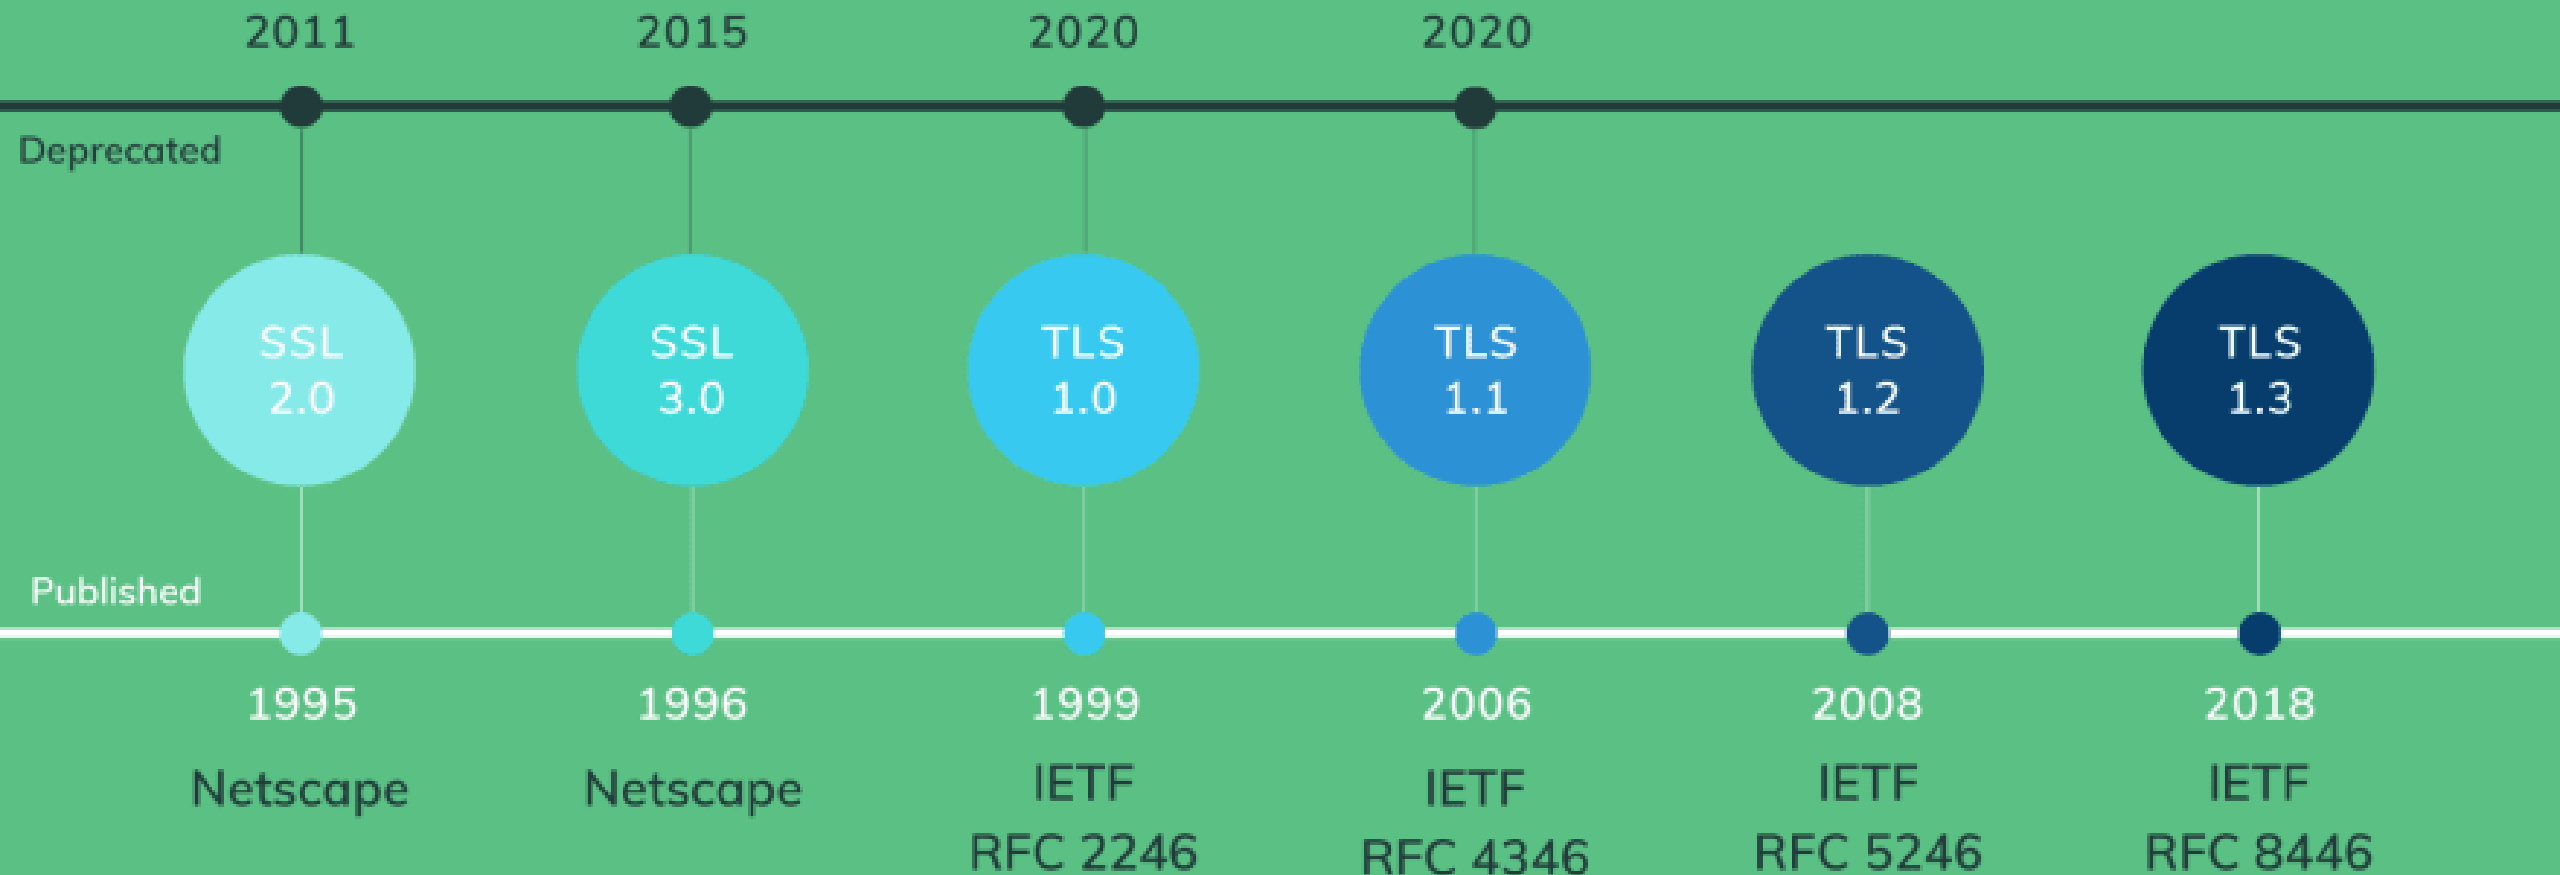 2011 2015 2020 2020
Deprecated
SSL SSL TLS TLS TLS TLS
2.0 3.0 1.0 1.1 1.2 1.3
Published
1995 1996 1999 2006 2008 2018
Netscape Netscape IETF IETF IETF IETF
RFC 2246 RFC 4346 RFC 5246 RFC 8446